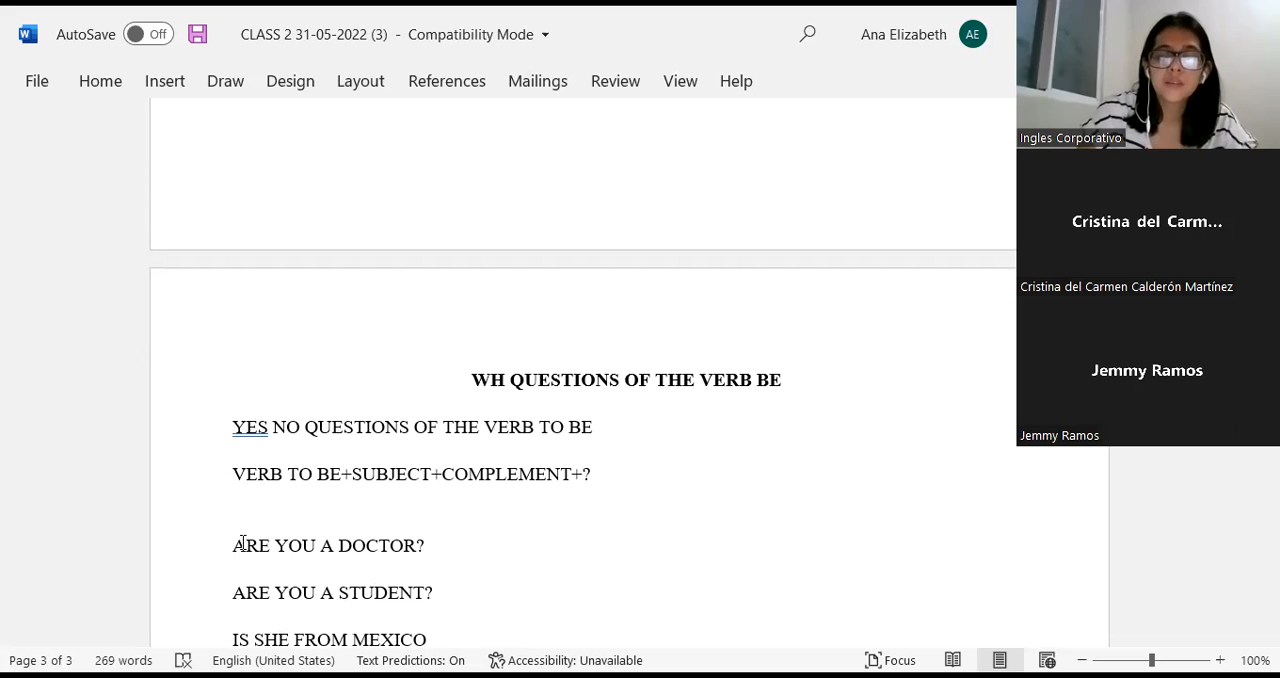 AutoSave Off CLASS 2 31-05-2022 (3) - Compatibility Mode Ana Elizabeth AE
File Home Insert Draw Design Layout References Mailings Review View Help
Ingles Corporativo
Cristina del Carm...
Cristina del Carmen Calderón Martínez
Jemmy Ramos
Jemmy Ramos
WH QUESTIONS OF THE VERB BE
YES NO QUESTIONS OF THE VERB TO BE
VERB TO BE+SUBJECT+COMPLEMENT+?
ARE YOU A DOCTOR?
ARE YOU A STUDENT?
IS SHE FROM MEXICO
Page 3 of 3 269 words English (United States) Text Predictions: On Accessibility: Unavailable Focus 100%